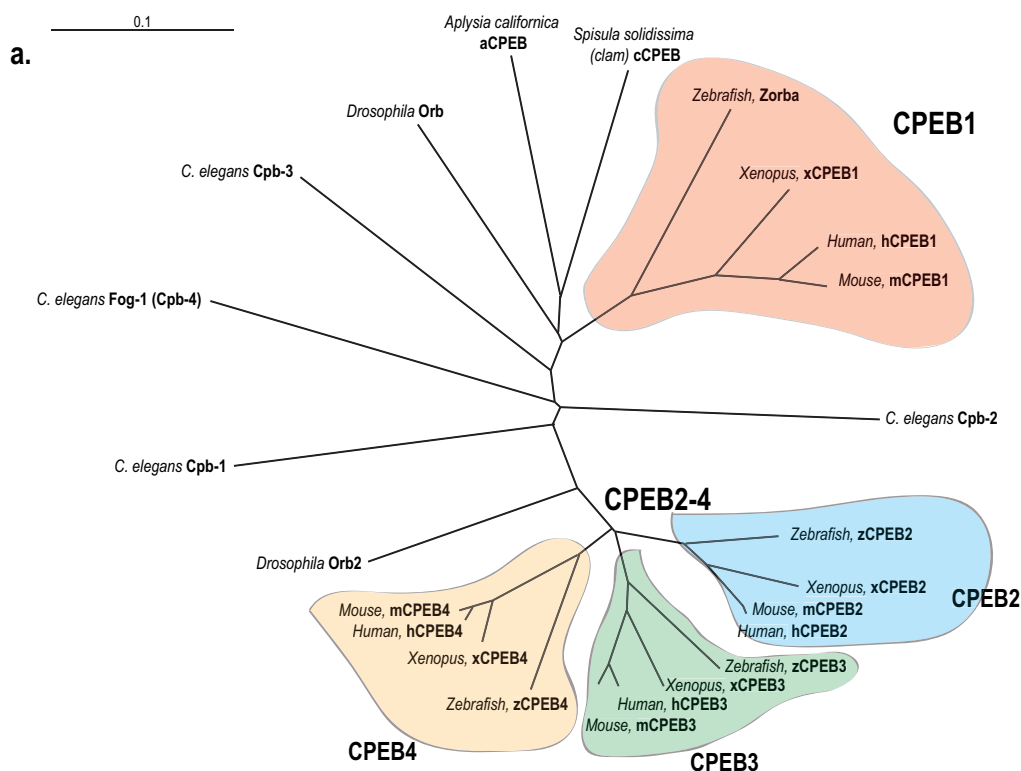 0.1
a.
Aplysia californica
aCPEB
Spisula solidissima
(clam) cCPEB
Zebrafish, Zorba
CPEB1
Drosophila Orb
C. elegans Cpb-3
Xenopus, xCPEB1
Human, hCPEB1
Mouse, mCPEB1
C. elegans Fog-1 (Cpb-4)
C. elegans Cpb-2
C. elegans Cpb-1
CPEB2-4
Drosophila Orb2
Zebrafish, zCPEB2
Xenopus, xCPEB2
Mouse, mCPEB2
Human, hCPEB2
CPEB2
Mouse, mCPEB4
Human, hCPEB4
Xenopus, xCPEB4
Zebrafish, zCPEB4
CPEB4
Zebrafish, zCPEB3
Xenopus, xCPEB3
Human, hCPEB3
Mouse, mCPEB3
CPEB3